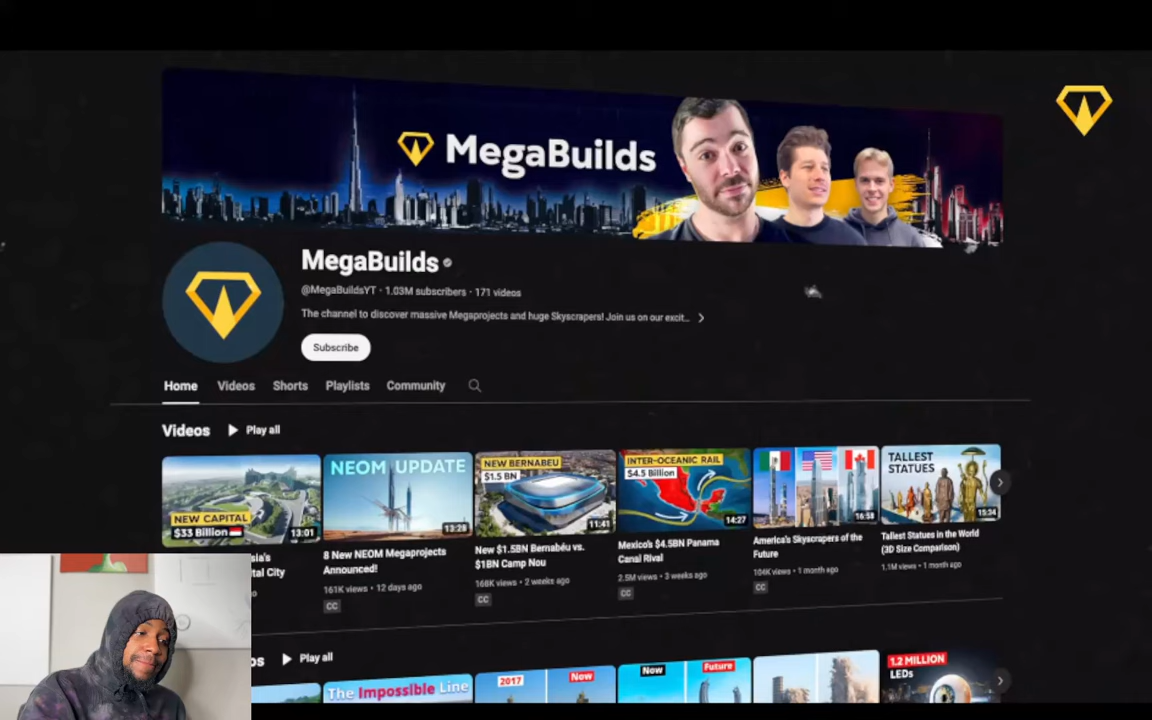 MegaBuilds
MegaBuilds
@MegaBuildsYT · 1.03M subscribers · 171 videos
The channel to discover massive Megaprojects and huge Skyscrapers! Join us on our excit...
Subscribe
Home Videos Shorts Playlists Community
Videos Play all
NEW CAPITAL
$33 Billion
13:01
NEOM UPDATE
13:28
NEW BERNABEU
$1.5 BN
11:41
INTER-OCEANIC RAIL
$4.5 Billion
14:27
16:58
TALLEST
STATUES
15:24
tal City
8 New NEOM Megaprojects
Announced!
161K views · 12 days ago
CC
New $1.5BN Bernabéu vs.
$1BN Camp Nou
168K views · 2 weeks ago
CC
Mexico's $4.5BN Panama
Canal Rival
2.5M views · 3 weeks ago
CC
America's Skyscrapers of the
Future
104K views · 1 month ago
CC
Tallest Statues in the World
(3D Size Comparison)
1.1M views · 1 month ago
Play all
The Impossible Line
2017 Now
Now Future
1.2 MILLION
LEDs